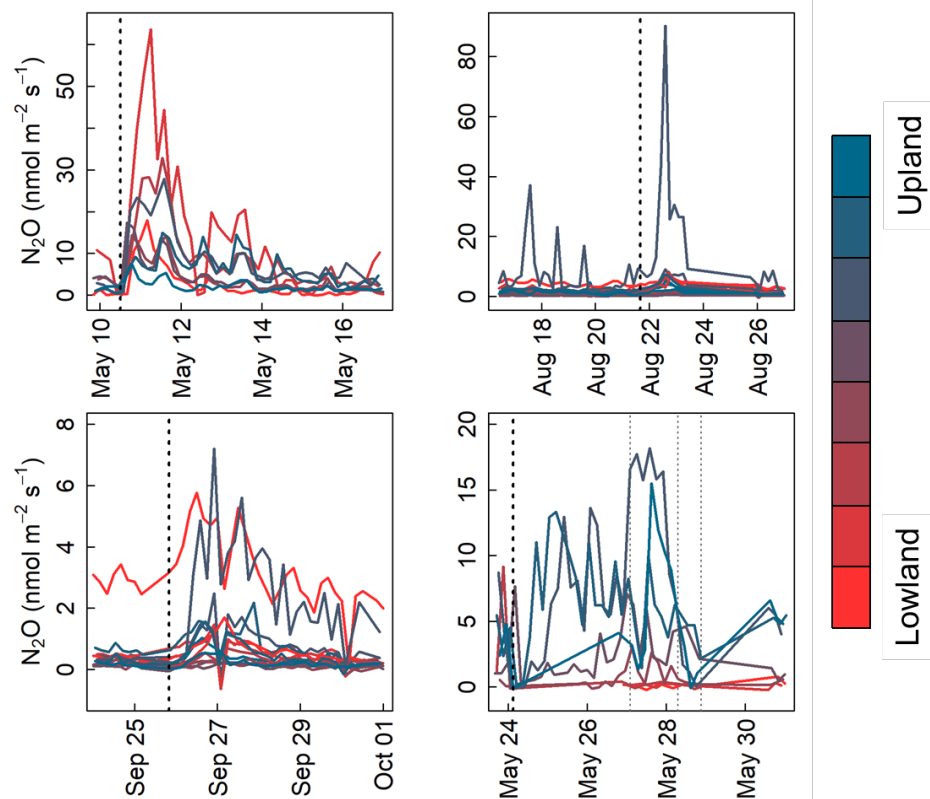 N₂O (nmol m⁻² s⁻¹)
0 10 30 50
May 10 May 12 May 14 May 16
0 20 40 60 80
Aug 18 Aug 20 Aug 22 Aug 24 Aug 26
N₂O (nmol m⁻² s⁻¹)
0 2 4 6 8
Sep 25 Sep 27 Sep 29 Oct 01
0 5 10 15 20
May 24 May 26 May 28 May 30
Upland
Lowland